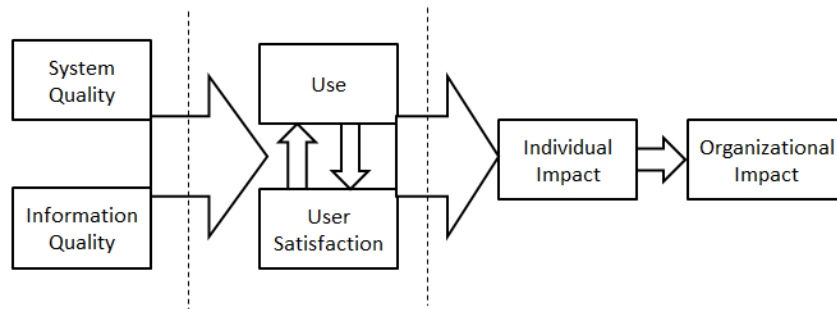 System
Quality
Use
Individual
Impact
Organizational
Impact
Information
Quality
User
Satisfaction